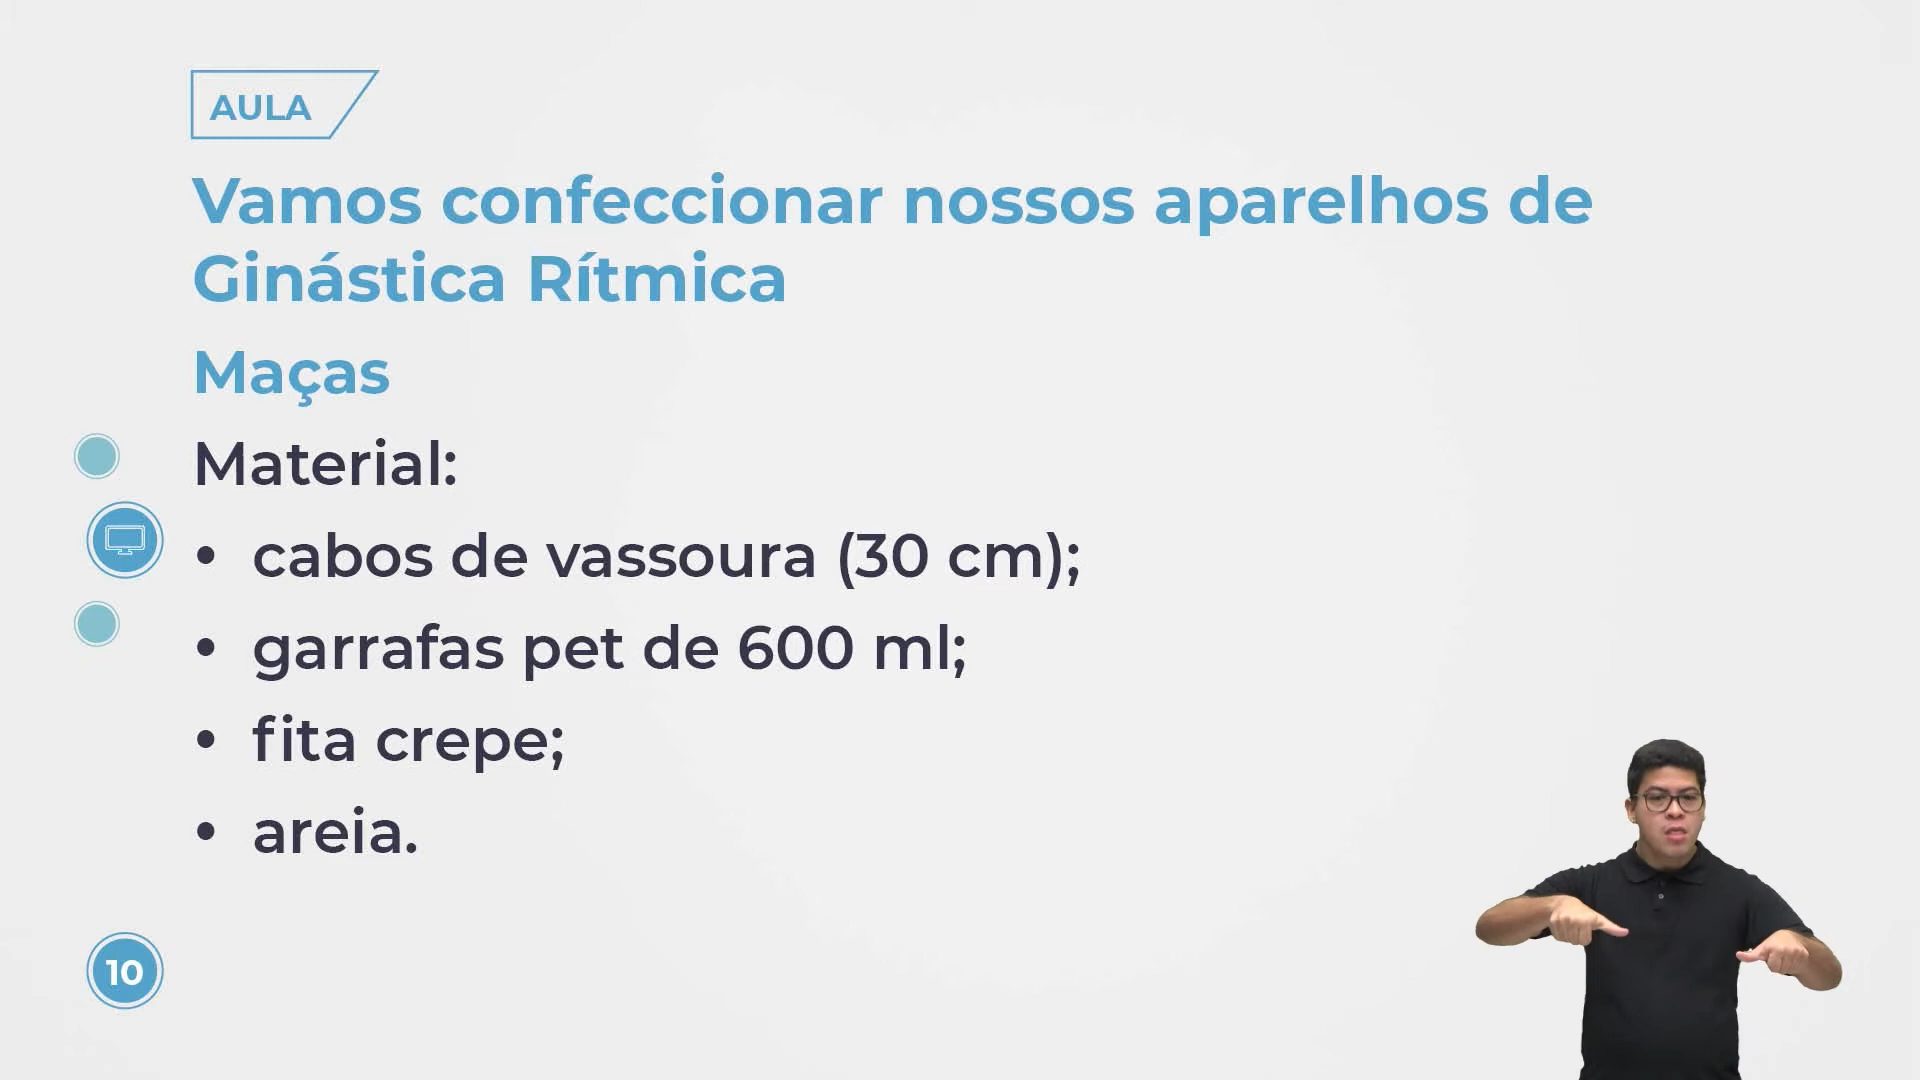 AULA
Vamos confeccionar nossos aparelhos de
Ginástica Rítmica
Maças
Material:
• cabos de vassoura (30 cm);
• garrafas pet de 600 ml;
• fita crepe;
• areia.
10